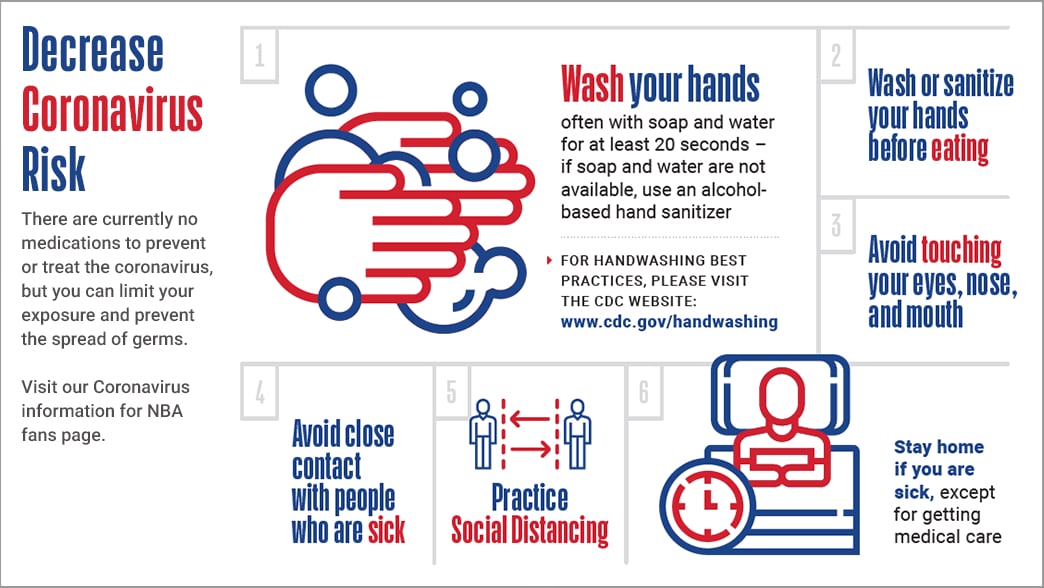 Decrease
Coronavirus
Risk
There are currently no
medications to prevent
or treat the coronavirus,
but you can limit your
exposure and prevent
the spread of germs.
Visit our Coronavirus
information for NBA
fans page.
1
Wash your hands
often with soap and water
for at least 20 seconds –
if soap and water are not
available, use an alcohol-
based hand sanitizer
FOR HANDWASHING BEST
PRACTICES, PLEASE VISIT
THE CDC WEBSITE:
www.cdc.gov/handwashing
2
Wash or sanitize
your hands
before eating
3
Avoid touching
your eyes, nose,
and mouth
4
Avoid close
contact
with people
who are sick
5
Practice
Social Distancing
6
Stay home
if you are
sick, except
for getting
medical care